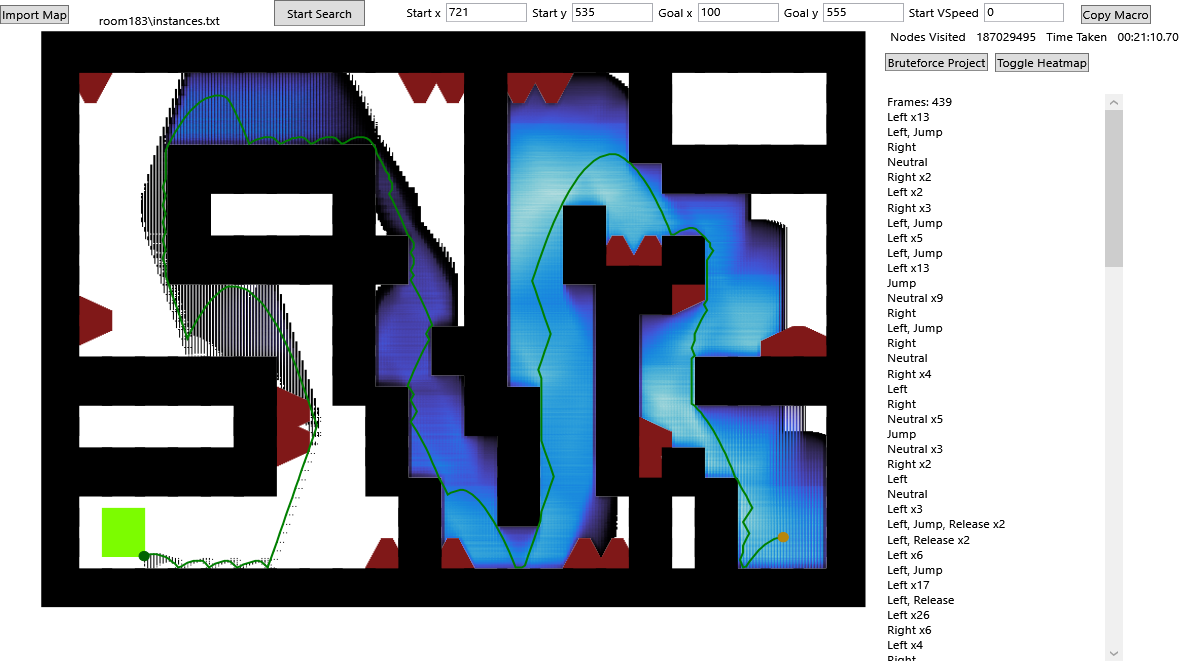 Import Map
room183\instances.txt
Start Search
Start x 721 Start y 535 Goal x 100 Goal y 555 Start VSpeed 0
Copy Macro
Nodes Visited 187029495 Time Taken 00:21:10.70
Bruteforce Project Toggle Heatmap
Frames: 439
Left x13
Left, Jump
Right
Neutral
Right x2
Left x2
Right x3
Left, Jump
Left x5
Left, Jump
Left x13
Jump
Neutral x9
Right
Left, Jump
Right
Neutral
Right x4
Left
Right
Neutral x5
Jump
Neutral x3
Right x2
Left
Neutral
Left x3
Left, Jump, Release x2
Left, Release x2
Left x6
Left, Jump
Left x17
Left, Release
Left x26
Right x6
Left x4
Right